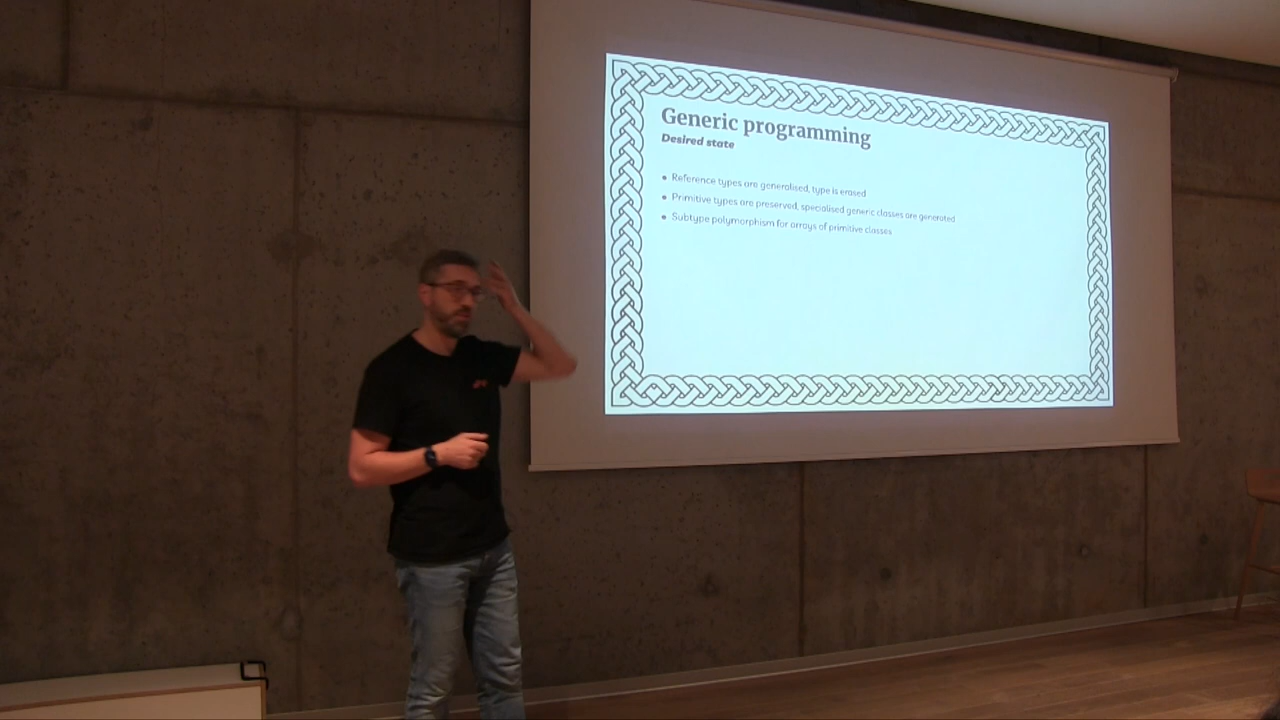 Generic programming
Desired state
Reference types are generalised, type is erased
Primitive types are preserved, specialised generic classes are generated
Subtype polymorphism for arrays of primitive classes